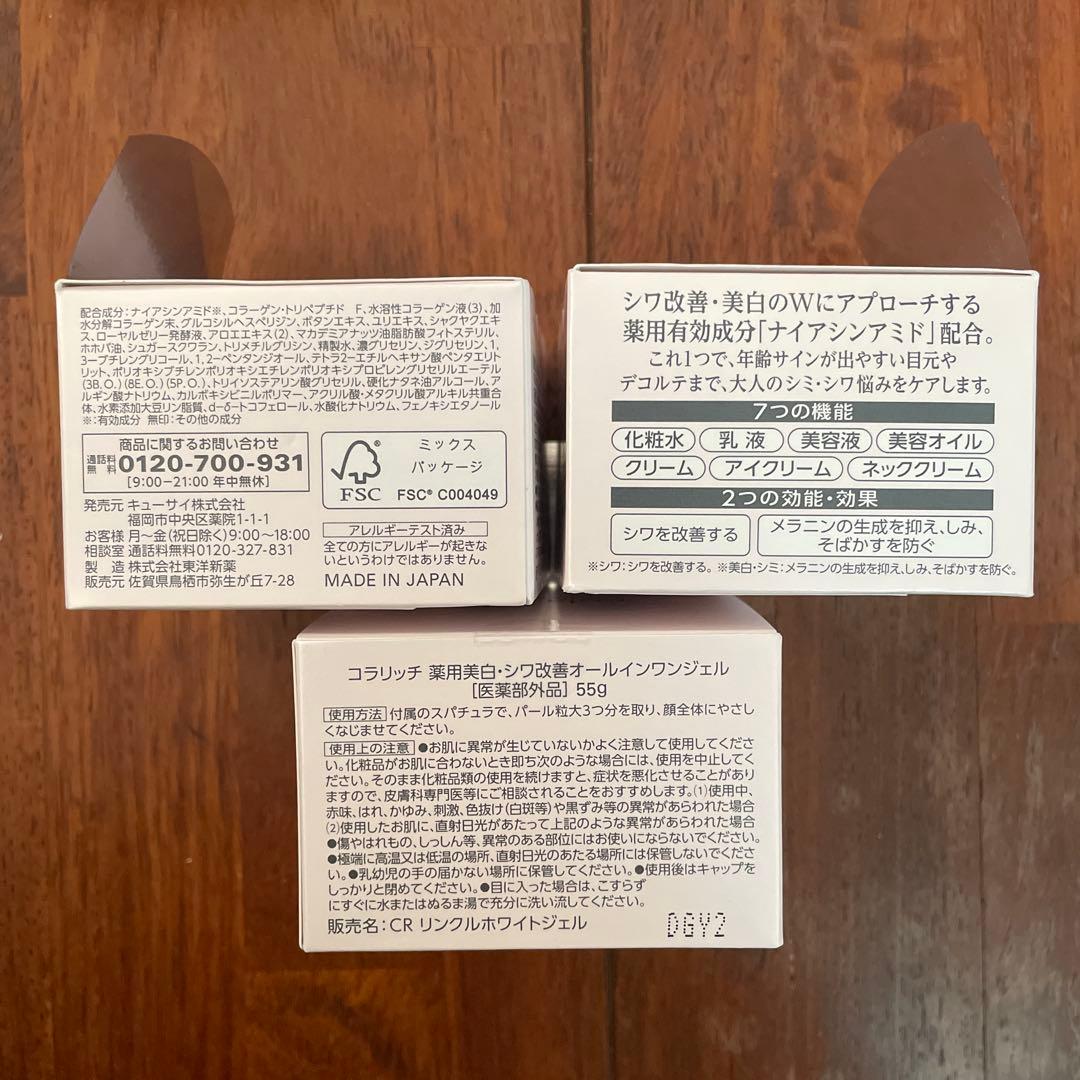 配合成分:ナイアシンアミド※、コラーゲン・トリペプチド F、水溶性コラーゲン液(3)、加
水分解コラーゲン末、グルコシルヘスペリジン、ボタンエキス、ユリエキス、シャクヤクエキ
ス、ローヤルゼリー発酵液、アロエエキス(2)、マカデミアナッツ油脂肪酸フィトステリル、
ホホバ油、シュガースクワラン、トリメチルグリシン、精製水、濃グリセリン、ジグリセリン、1,
3-ブチレングリコール、1,2-ペンタンジオール、テトラ2-エチルヘキサン酸ペンタエリト
リット、ポリオキシブチレンポリオキシエチレンポリオキシプロピレングリセリルエーテル
(3B.O.)(8E.O.)(5P.O.)、トリイソステアリン酸グリセリル、硬化ナタネ油アルコール、ア
ルギン酸ナトリウム、カルボキシビニルポリマー、アクリル酸・メタクリル酸アルキル共重合
体、水素添加大豆リン脂質、d-δ-トコフェロール、水酸化ナトリウム、フェノキシエタノール
※:有効成分 無印:その他の成分
商品に関するお問い合わせ
通話料無料 0120-700-931
[9:00-21:00 年中無休]
発売元 キューサイ株式会社
福岡市中央区薬院1-1-1
お客様 月～金(祝日除く)9:00～18:00
相談室 通話料無料0120-327-831
製 造 株式会社東洋新薬
販売元 佐賀県鳥栖市弥生が丘7-28
FSC
ミックス
パッケージ
FSC® C004049
アレルギーテスト済み
全ての方にアレルギーが起きな
いというわけではありません。
MADE IN JAPAN
シワ改善・美白のWにアプローチする
薬用有効成分「ナイアシンアミド」配合。
これ1つで、年齢サインが出やすい目元や
デコルテまで、大人のシミ・シワ悩みをケアします。
7つの機能
化粧水 乳液 美容液 美容オイル
クリーム アイクリーム ネッククリーム
2つの効能・効果
シワを改善する
メラニンの生成を抑え、しみ、
そばかすを防ぐ
※シワ:シワを改善する。※美白・シミ:メラニンの生成を抑え、しみ、そばかすを防ぐ。
コラリッチ 薬用美白・シワ改善オールインワンジェル
[医薬部外品] 55g
使用方法 付属のスパチュラで、パール粒大3つ分を取り、顔全体にやさし
くなじませてください。
使用上の注意 ●お肌に異常が生じていないかよく注意して使用してくださ
い。化粧品がお肌に合わないとき即ち次のような場合には、使用を中止してく
ださい。そのまま化粧品類の使用を続けますと、症状を悪化させることがあり
ますので、皮膚科専門医等にご相談されることをおすすめします。(1)使用中、
赤味、はれ、かゆみ、刺激、色抜け(白斑等)や黒ずみ等の異常があらわれた場合
(2)使用したお肌に、直射日光があたって上記のような異常があらわれた場合
●傷やはれもの、しっしん等、異常のある部位にはお使いにならないでください。
●極端に高温又は低温の場所、直射日光のあたる場所には保管しないでくださ
い。●乳幼児の手の届かない場所に保管してください。●使用後はキャップを
しっかりと閉めてください。●目に入った場合は、こすらず
にすぐに水またはぬるま湯で充分に洗い流してください。
販売名:CR リンクルホワイトジェル
DGY2